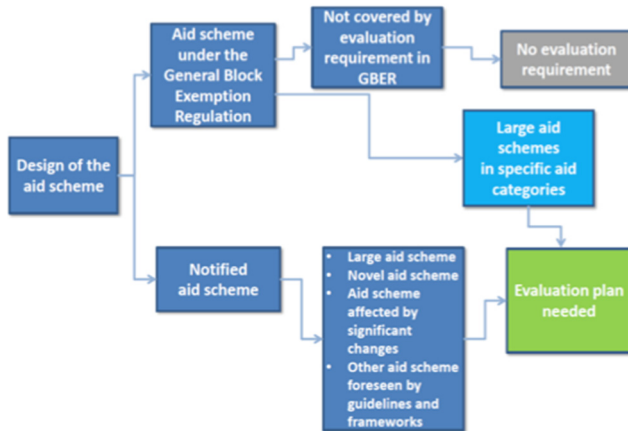 Aid scheme
under the
General Block
Exemption
Regulation
Not covered by
evaluation
requirement in
GBER
No evaluation
requirement
Large aid
schemes
in specific aid
categories
Design of the
aid scheme
Notified
aid scheme
• Large aid scheme
• Novel aid scheme
• Aid scheme
affected by
significant
changes
• Other aid scheme
foreseen by
guidelines and
frameworks
Evaluation plan
needed